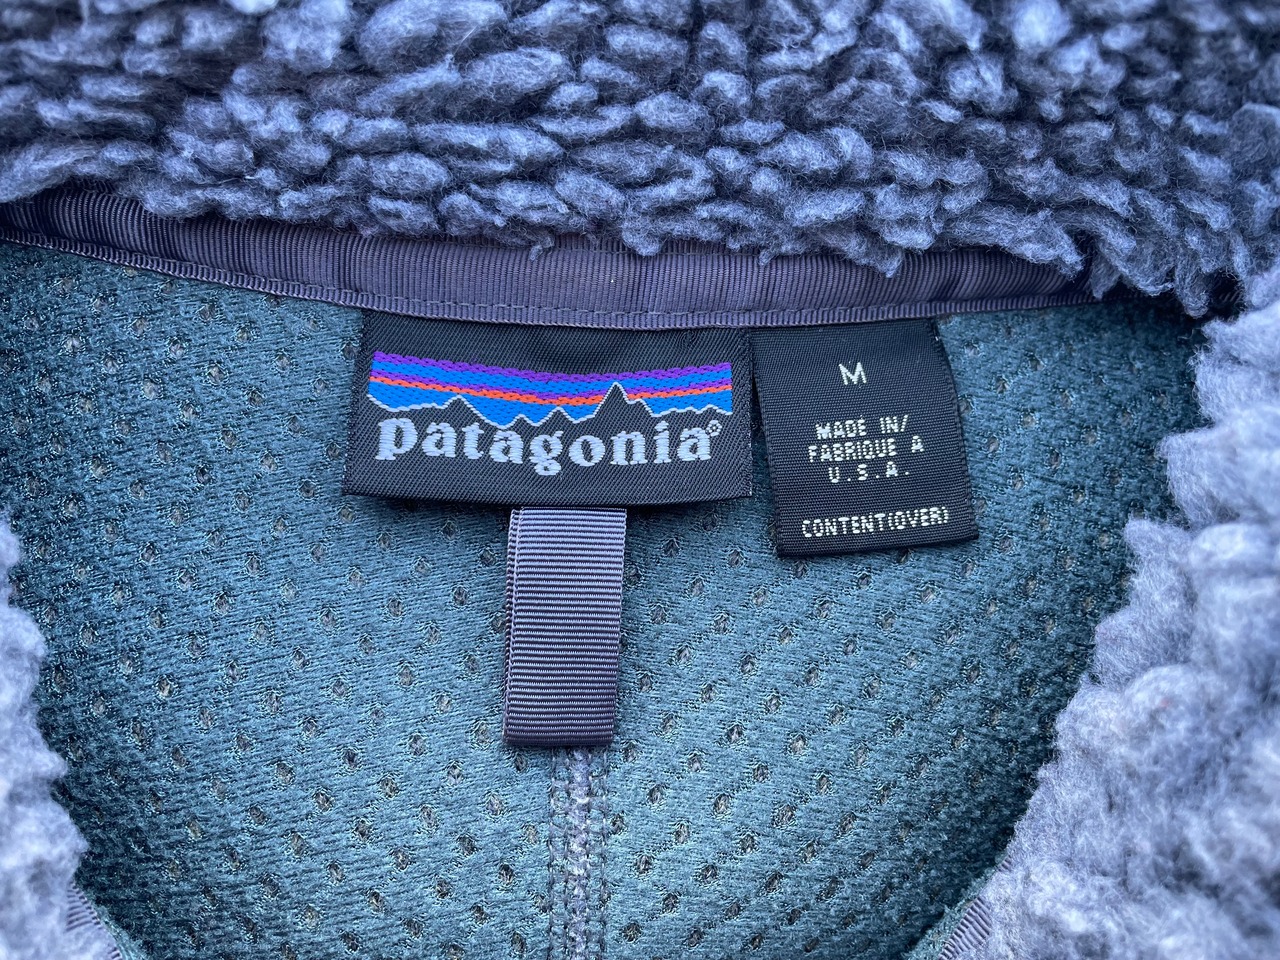 patagonia®
M
MADE IN/
FABRIQUE A
U.S.A.
CONTENT(OVER)